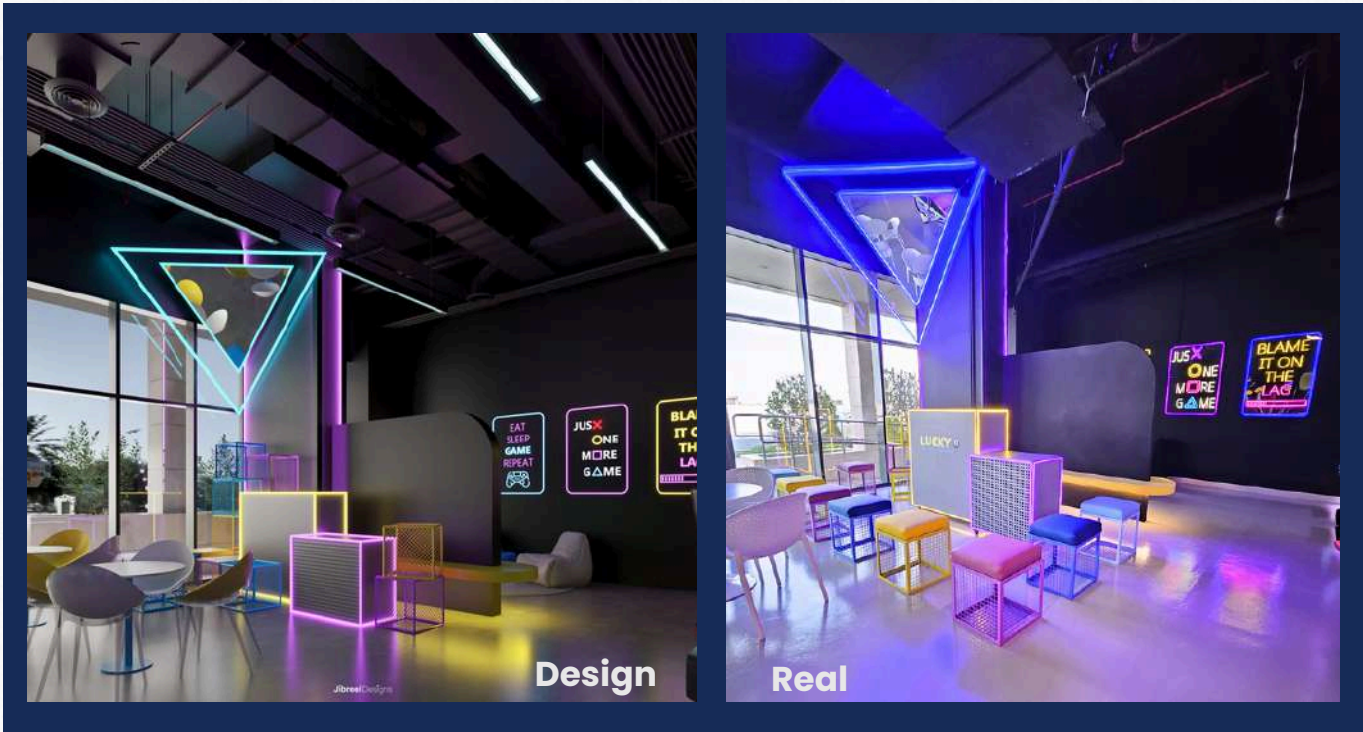 EAT
SLEEP
GAME
REPEAT
JUSX
ONE
MORE
GAME
BLA
IT
TH
LA
JibreelDesigns
Design
JUSX
ONE
MORE
GAME
BLAME
IT ON
THE
LAG
LUCKY
Real